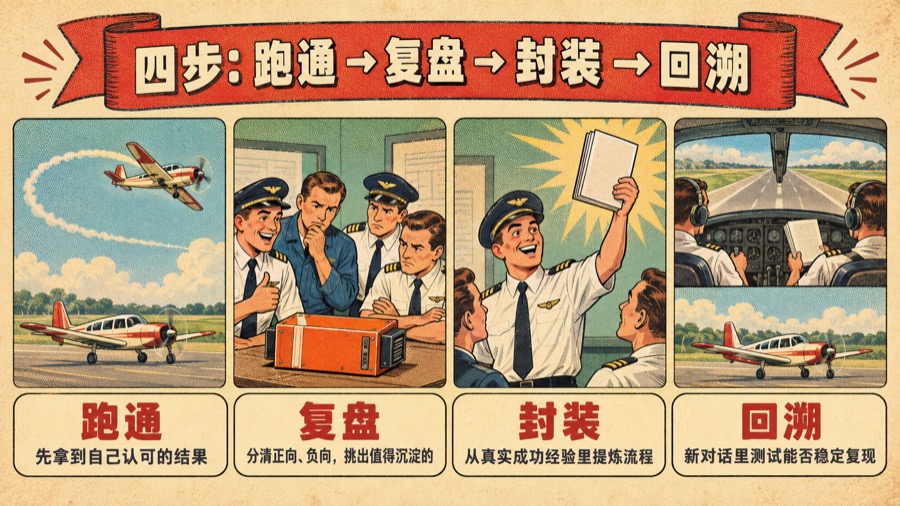 四步：跑通→复盘→封装→回溯
跑通
先拿到自己认可的结果
复盘
分清正向、负向，挑出值得沉淀的
封装
从真实成功经验里提炼流程
回溯
新对话里测试能否稳定复现